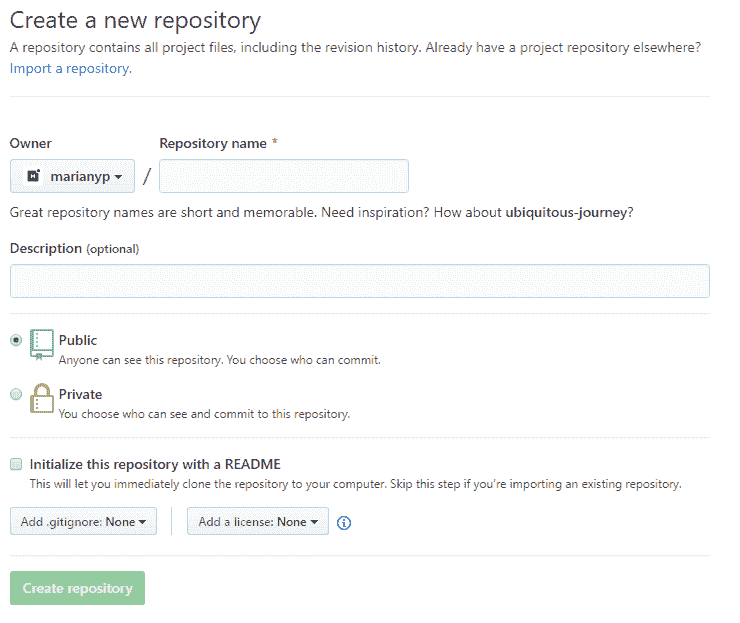 Create a new repository
A repository contains all project files, including the revision history. Already have a project repository elsewhere?
Import a repository.
Owner
Repository name *
marianyp
/
Great repository names are short and memorable. Need inspiration? How about ubiquitous-journey?
Description (optional)
Public
Anyone can see this repository. You choose who can commit.
Private
You choose who can see and commit to this repository.
Initialize this repository with a README
This will let you immediately clone the repository to your computer. Skip this step if you're importing an existing repository.
Add .gitignore: None
Add a license: None
Create repository